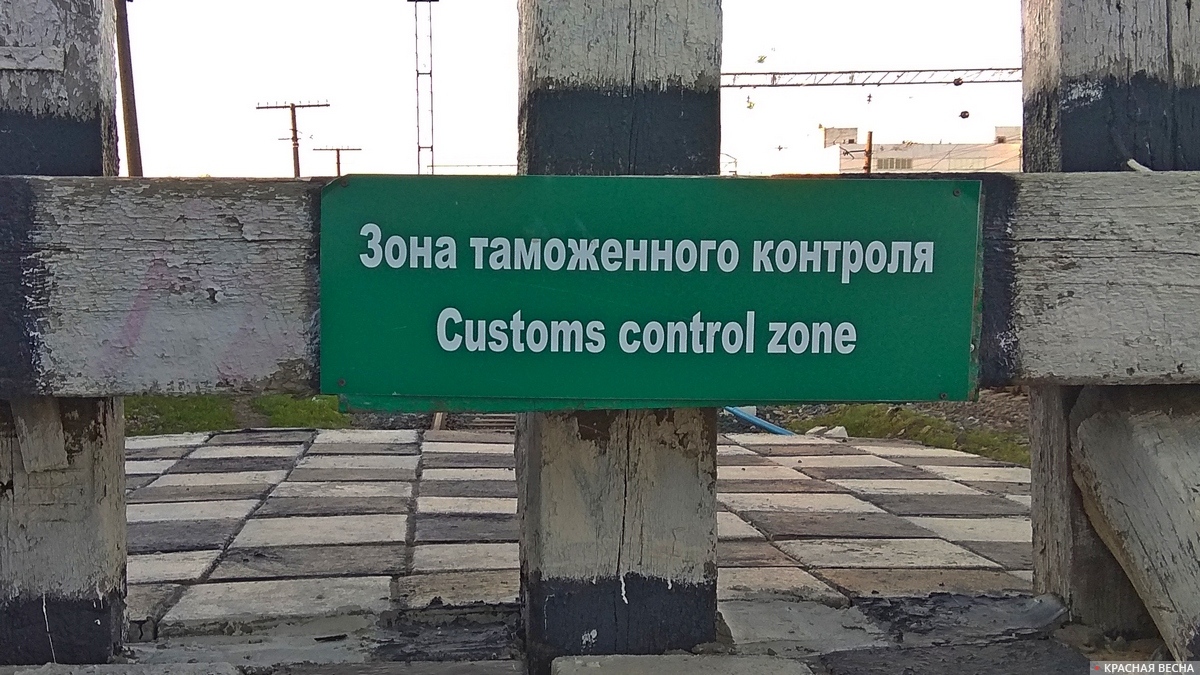 Зона таможенного контроля
Customs control zone
КРАСНАЯ ВЕСНА